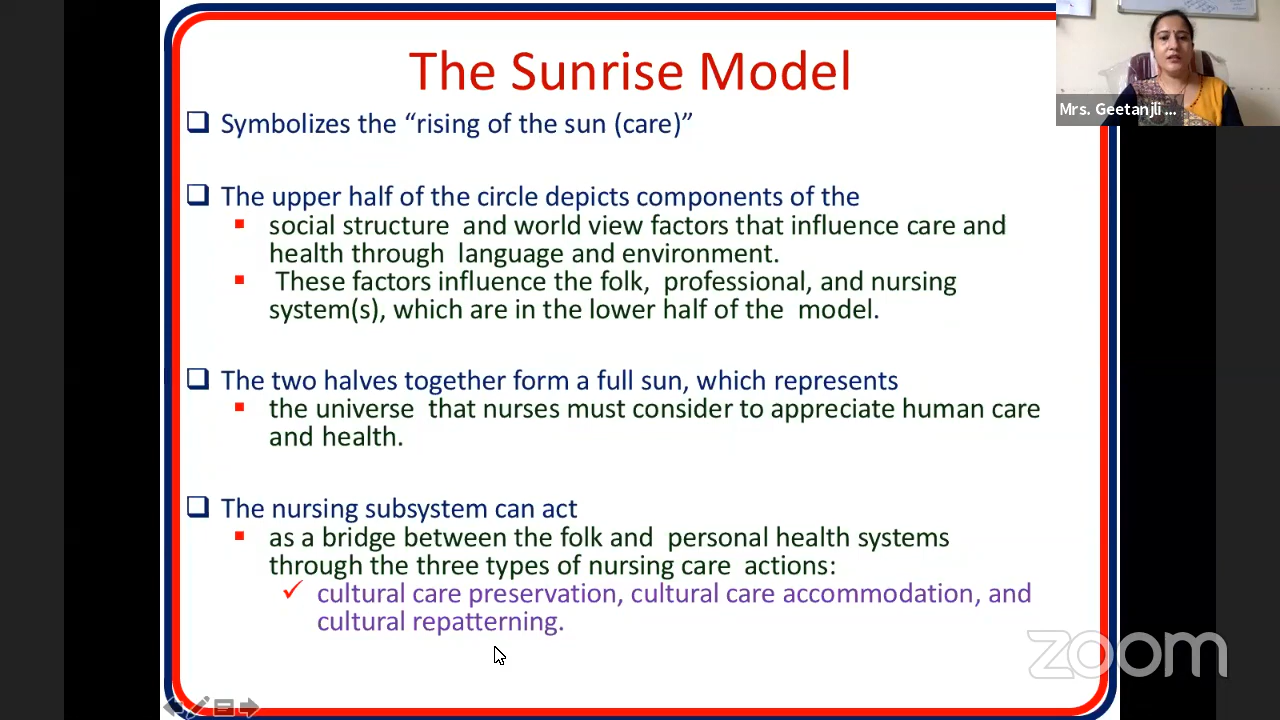 The Sunrise Model
Symbolizes the “rising of the sun (care)”
The upper half of the circle depicts components of the
social structure and world view factors that influence care and
health through language and environment.
These factors influence the folk, professional, and nursing
system(s), which are in the lower half of the model.
The two halves together form a full sun, which represents
the universe that nurses must consider to appreciate human care
and health.
The nursing subsystem can act
as a bridge between the folk and personal health systems
through the three types of nursing care actions:
cultural care preservation, cultural care accommodation, and
cultural repatterning.
Mrs. Geetanjli ...
zoom